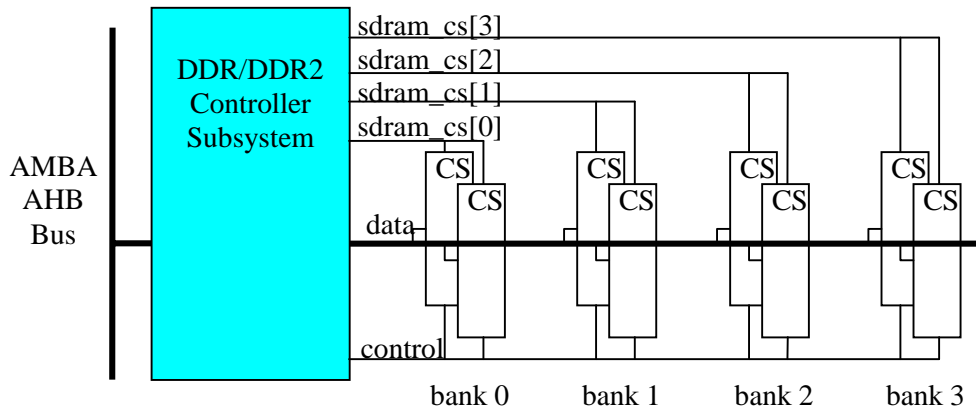 sdram_cs[3]
sdram_cs[2]
sdram_cs[1]
sdram_cs[0]
DDR/DDR2
Controller
Subsystem
AMBA
AHB
Bus
CS
CS
CS
CS
CS
CS
CS
CS
data
control
bank 0
bank 1
bank 2
bank 3